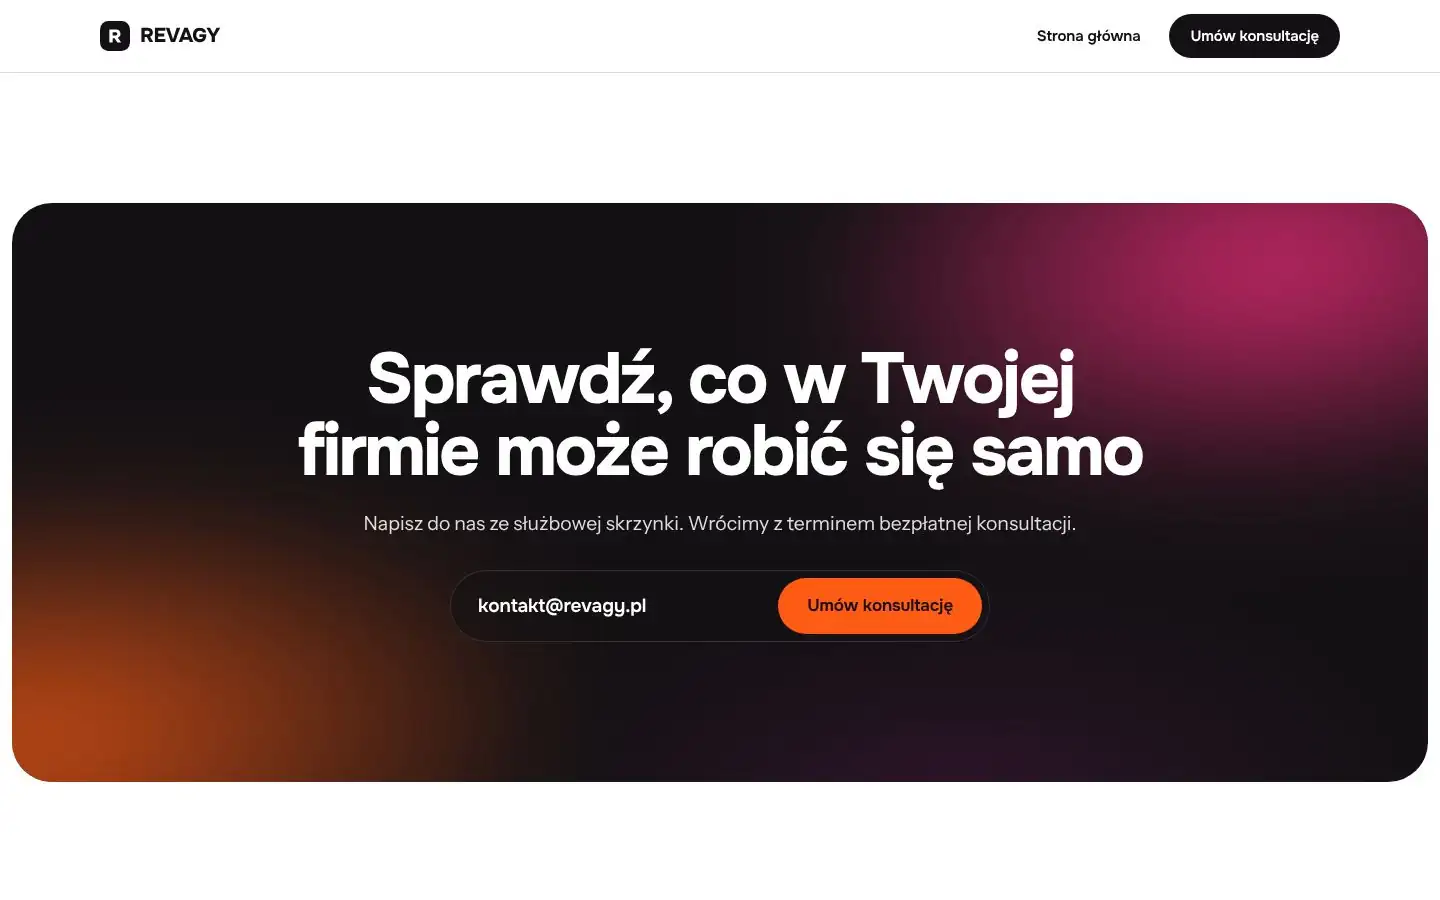 R REVAGY
Strona główna
Umów konsultację
Sprawdź, co w Twojej
firmie może robić się samo
Napisz do nas ze służbowej skrzynki. Wrócimy z terminem bezpłatnej konsultacji.
kontakt@revagy.pl
Umów konsultację